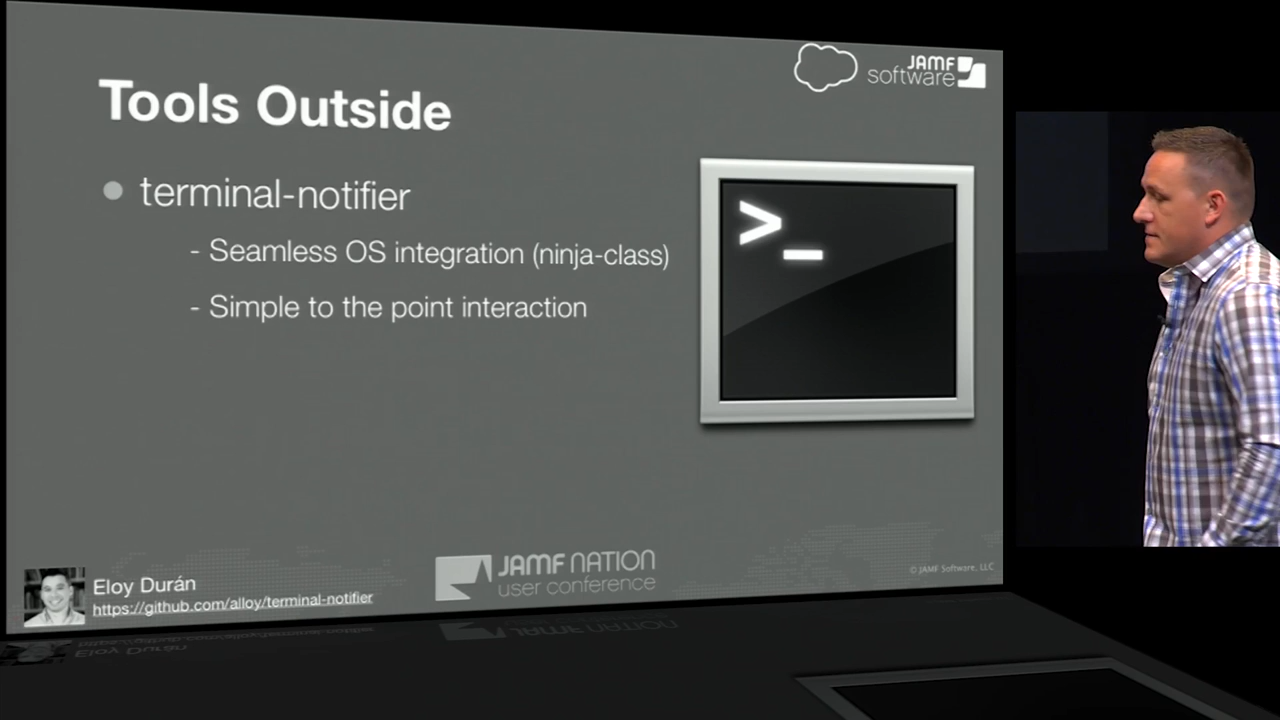 JAMF
software
Tools Outside
terminal-notifier
- Seamless OS integration (ninja-class)
>_
- Simple to the point interaction
JAMF NATION
user conference
© JAMF Software, LLC
Eloy Durán
https://github.com/alloy/terminal-notifier